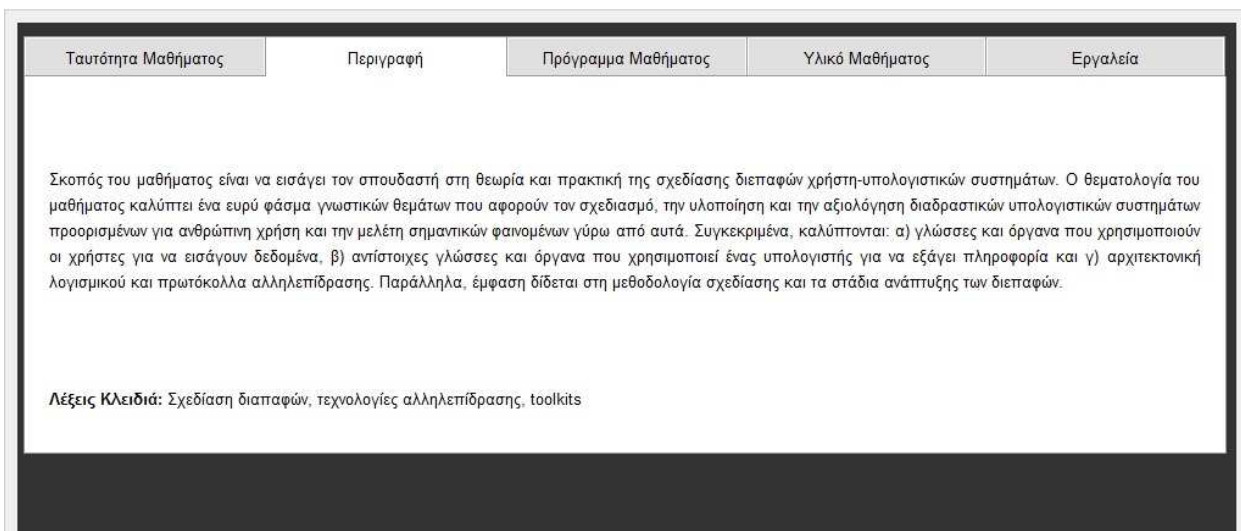 Ταυτότητα Μαθήματος Περιγραφή Πρόγραμμα Μαθήματος Υλικό Μαθήματος Εργαλεία
Σκοπός του μαθήματος είναι να εισάγει τον σπουδαστή στη θεωρία και πρακτική της σχεδίασης διεπαφών χρήστη-υπολογιστικών συστημάτων. Ο θεματολογία του
μαθήματος καλύπτει ένα ευρύ φάσμα γνωστικών θεμάτων που αφορούν τον σχεδιασμό, την υλοποίηση και την αξιολόγηση διαδραστικών υπολογιστικών συστημάτων
προορισμένων για ανθρώπινη χρήση και την μελέτη σημαντικών φαινομένων γύρω από αυτά. Συγκεκριμένα, καλύπτονται: α) γλώσσες και όργανα που χρησιμοποιούν
οι χρήστες για να εισάγουν δεδομένα, β) αντίστοιχες γλώσσες και όργανα που χρησιμοποιεί ένας υπολογιστής για να εξάγει πληροφορία και γ) αρχιτεκτονική
λογισμικού και πρωτόκολλα αλληλεπίδρασης. Παράλληλα, έμφαση δίδεται στη μεθοδολογία σχεδίασης και τα στάδια ανάπτυξης των διεπαφών.
Λέξεις Κλειδιά: Σχεδίαση διαπαφών, τεχνολογίες αλληλεπίδρασης, toolkits